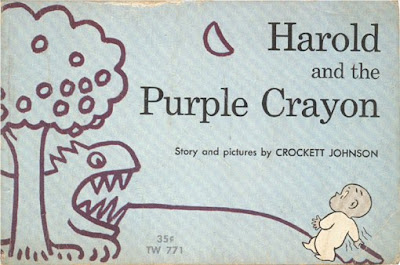 Harold
and the
Purple Crayon
Story and pictures by CROCKETT JOHNSON
35¢
TW 771